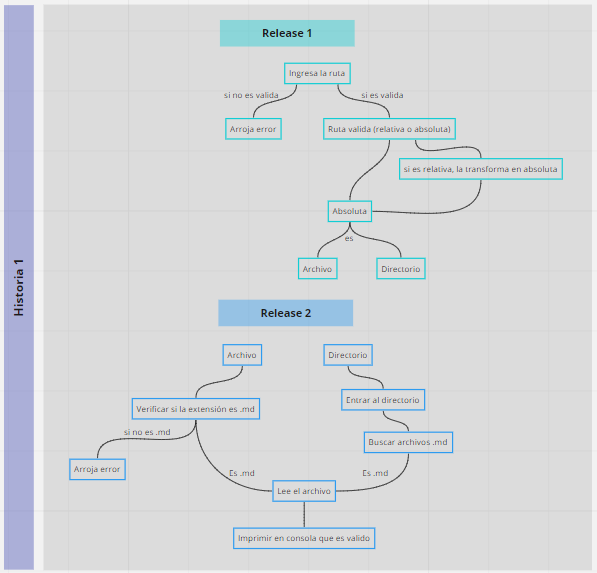 Historia 1
Release 1
Ingresa la ruta
si no es valida
si es valida
Arroja error
Ruta valida (relativa o absoluta)
si es relativa, la transforma en absoluta
Absoluta
es
Archivo
Directorio
Release 2
Archivo
Directorio
Entrar al directorio
Verificar si la extensión es .md
si no es .md
Buscar archivos .md
Arroja error
Es .md
Es .md
Lee el archivo
Imprimir en consola que es valido